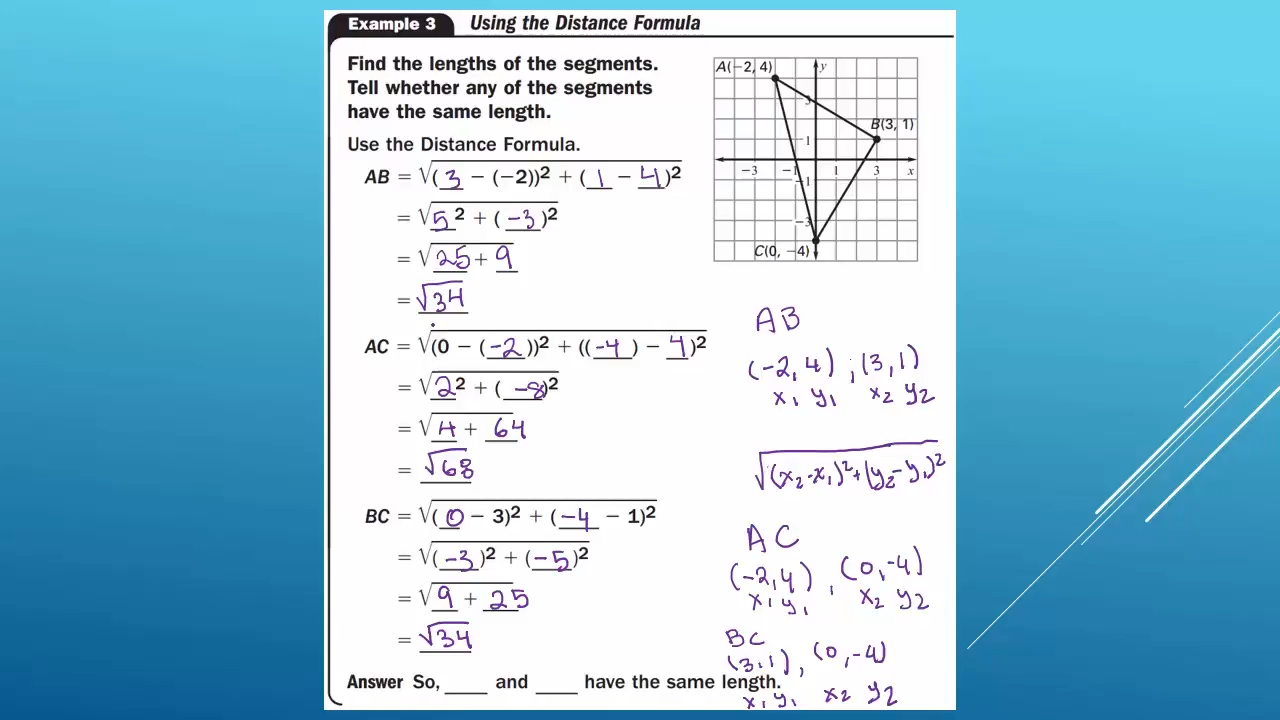 Example 3 Using the Distance Formula
Find the lengths of the segments.
Tell whether any of the segments
have the same length.
Use the Distance Formula.
AB = √(3 − (−2))² + (1 − 4)²
= √5² + (−3)²
= √25 + 9
= √34
AC = √(0 − (−2))² + ((−4) − 4)²
= √2² + (−8)²
= √4 + 64
= √68
BC = √(0 − 3)² + (−4 − 1)²
= √(−3)² + (−5)²
= √9 + 25
= √34
Answer So, ____ and ____ have the same length.
A(−2, 4)
y
3
B(3, 1)
1
−3 −1 1 3 x
−1
−3
C(0, −4)
AB
(−2, 4) , (3, 1)
x₁ y₁ x₂ y₂
√(x₂−x₁)²+(y₂−y₁)²
AC
(−2, 4) , (0, −4)
x₁ y₁ x₂ y₂
BC
(3, 1) , (0, −4)
x₁ y₁ x₂ y₂